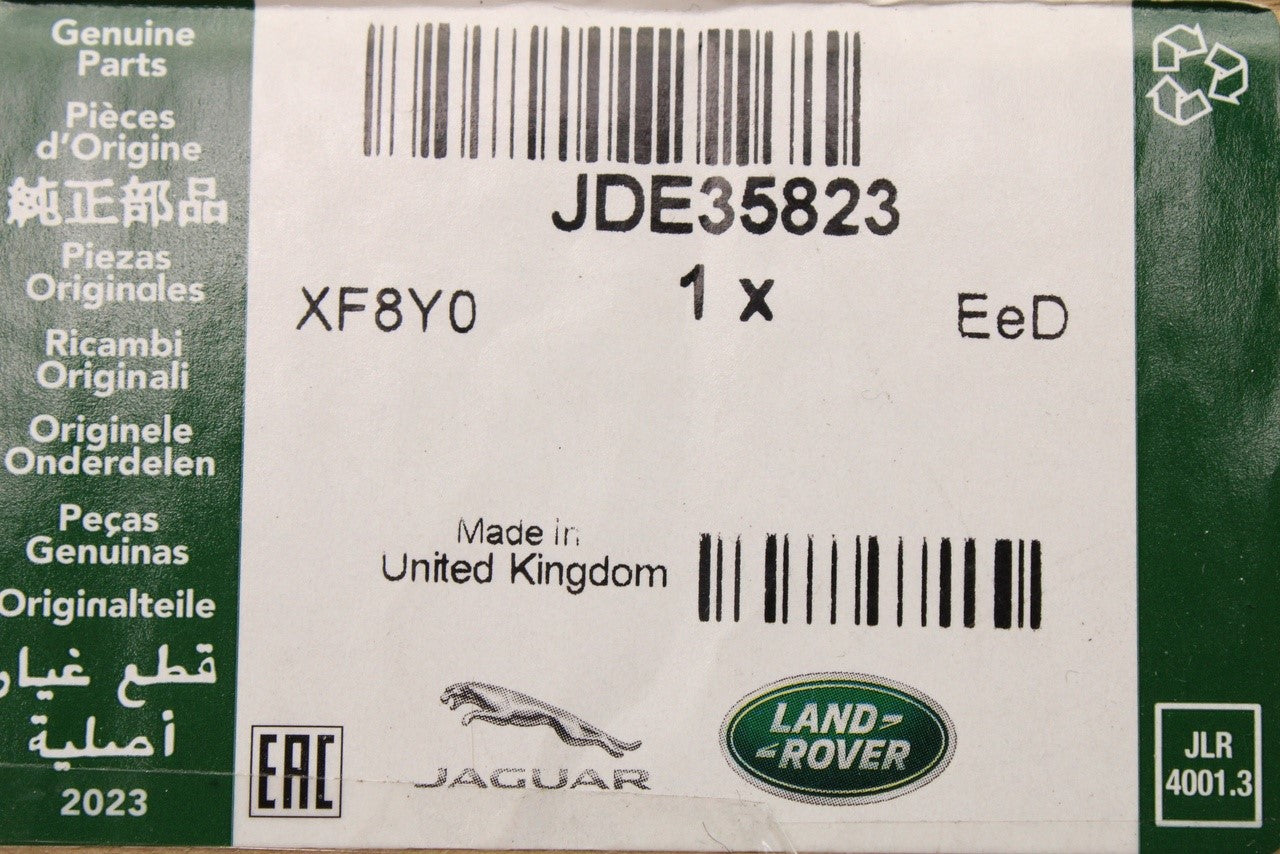 Genuine
Parts
Pièces
d'Origine
純正部品
Piezas
Originales
Ricambi
Originali
Originele
Onderdelen
Peças
Genuinas
Originalteile
قطع غيار
أصلية
2023
JDE35823
1 x
XF8Y0
EeD
Made in
United Kingdom
EAC
JAGUAR
LAND
ROVER
JLR
4001.3